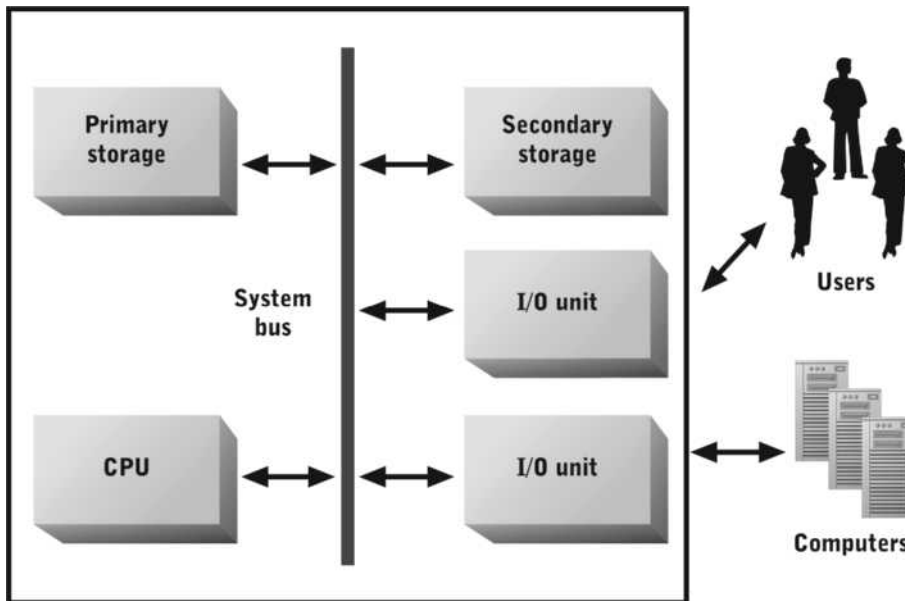 Primary
storage
Secondary
storage
System
bus
I/O unit
Users
CPU
I/O unit
Computers